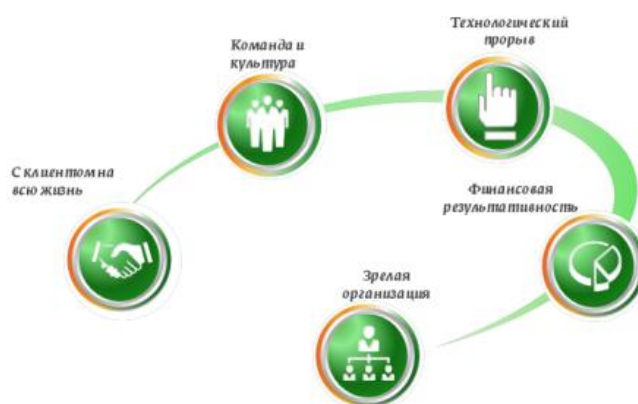 С клиентом на
всю жизнь
Команда и
культура
Технологический
прорыв
Финансовая
результативность
Зрелая
организация